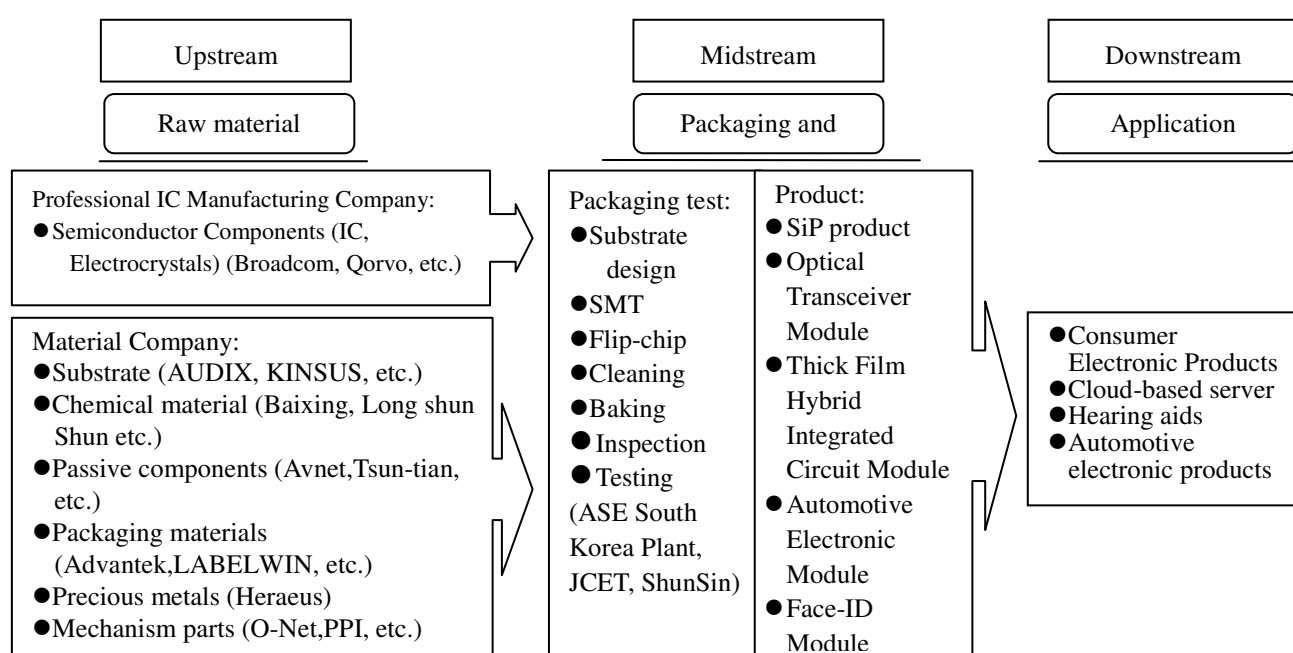 Upstream
Midstream
Downstream
Raw material
Packaging and
Application
Professional IC Manufacturing Company:
●Semiconductor Components (IC,
Electrocrystals) (Broadcom, Qorvo, etc.)
Material Company:
●Substrate (AUDIX, KINSUS, etc.)
●Chemical material (Baixing, Long shun
Shun etc.)
●Passive components (Avnet,Tsun-tian,
etc.)
●Packaging materials
(Advantek,LABELWIN, etc.)
●Precious metals (Heraeus)
●Mechanism parts (O-Net,PPI, etc.)
Packaging test:
●Substrate
design
●SMT
●Flip-chip
●Cleaning
●Baking
●Inspection
●Testing
(ASE South
Korea Plant,
JCET, ShunSin)
Product:
●SiP product
●Optical
Transceiver
Module
●Thick Film
Hybrid
Integrated
Circuit Module
●Automotive
Electronic
Module
●Face-ID
Module
●Consumer
Electronic Products
●Cloud-based server
●Hearing aids
●Automotive
electronic products